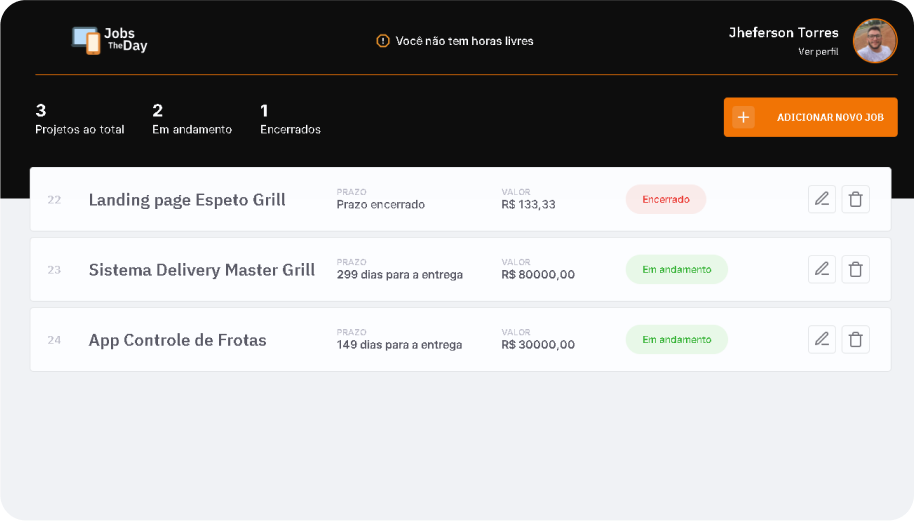 Jobs
TheDay
Você não tem horas livres
Jheferson Torres
Ver perfil
3
Projetos ao total
2
Em andamento
1
Encerrados
ADICIONAR NOVO JOB
22
Landing page Espeto Grill
PRAZO
Prazo encerrado
VALOR
R$ 133,33
Encerrado
23
Sistema Delivery Master Grill
PRAZO
299 dias para a entrega
VALOR
R$ 80000,00
Em andamento
24
App Controle de Frotas
PRAZO
149 dias para a entrega
VALOR
R$ 30000,00
Em andamento